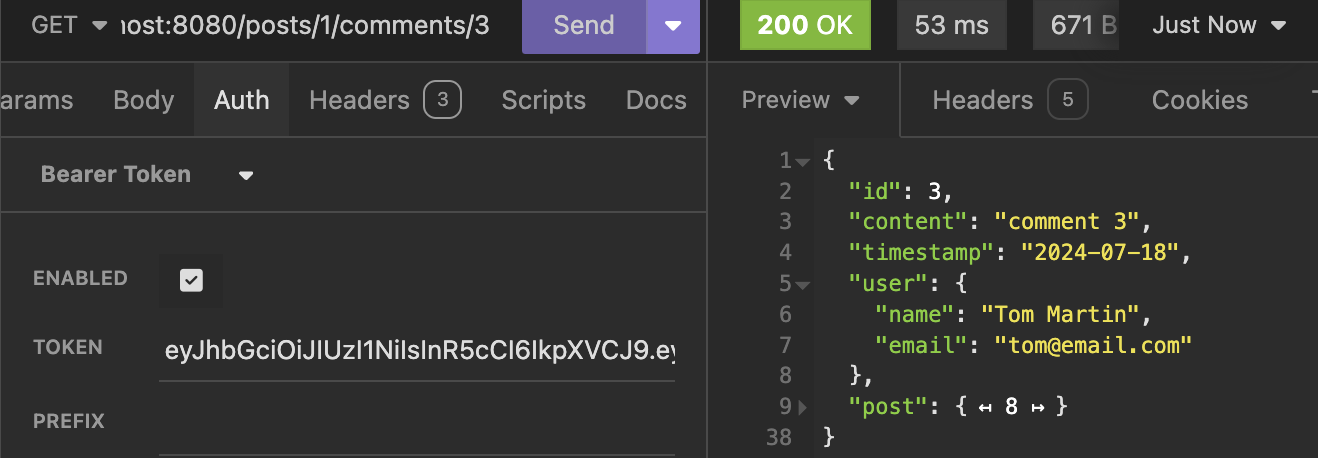 GET ost:8080/posts/1/comments/3 Send 200 OK 53 ms 671 B Just Now
arams Body Auth Headers 3 Scripts Docs Preview Headers 5 Cookies
Bearer Token
ENABLED
TOKEN eyJhbGciOiJIUzI1NiIsInR5cCI6IkpXVCJ9.ey
PREFIX
1 {
2 "id": 3,
3 "content": "comment 3",
4 "timestamp": "2024-07-18",
5 "user": {
6 "name": "Tom Martin",
7 "email": "tom@email.com"
8 },
9 "post": { ↤ 8 ↦ }
38 }